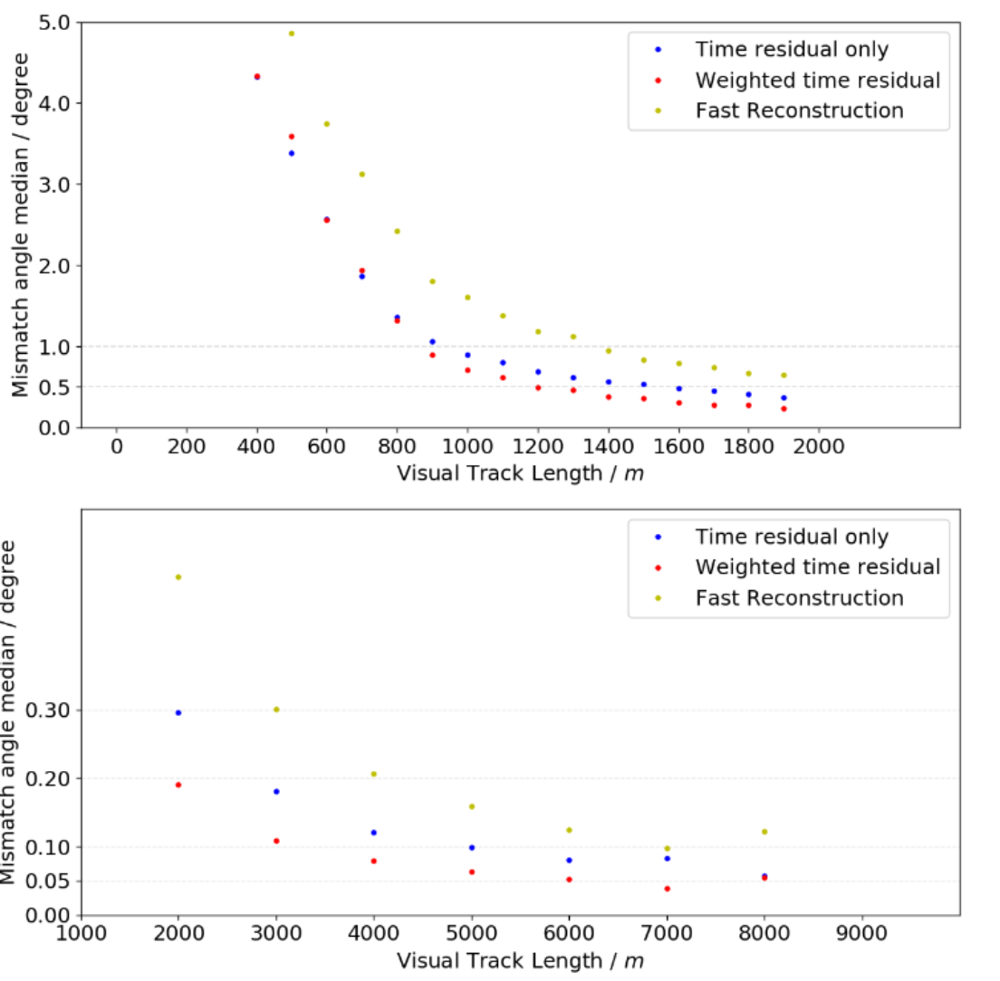 Mismatch angle median / degree
5.0
4.0
3.0
2.0
1.0
0.5
0.0
Time residual only
Weighted time residual
Fast Reconstruction
0 200 400 600 800 1000 1200 1400 1600 1800 2000
Visual Track Length / m
Mismatch angle median / degree
0.30
0.20
0.10
0.05
0.00
Time residual only
Weighted time residual
Fast Reconstruction
1000 2000 3000 4000 5000 6000 7000 8000 9000
Visual Track Length / m